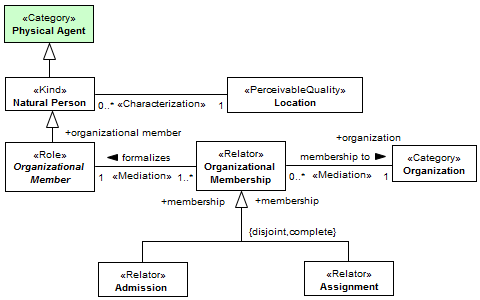 «Category»
Physical Agent
«Kind»
Natural Person
0..* «Characterization» 1
«PerceivableQuality»
Location
+organizational member
«Role»
Organizational
Member
formalizes
1 «Mediation» 1..*
«Relator»
Organizational
Membership
+organization
membership to
0..* «Mediation» 1
«Category»
Organization
+membership
+membership
{disjoint,complete}
«Relator»
Admission
«Relator»
Assignment